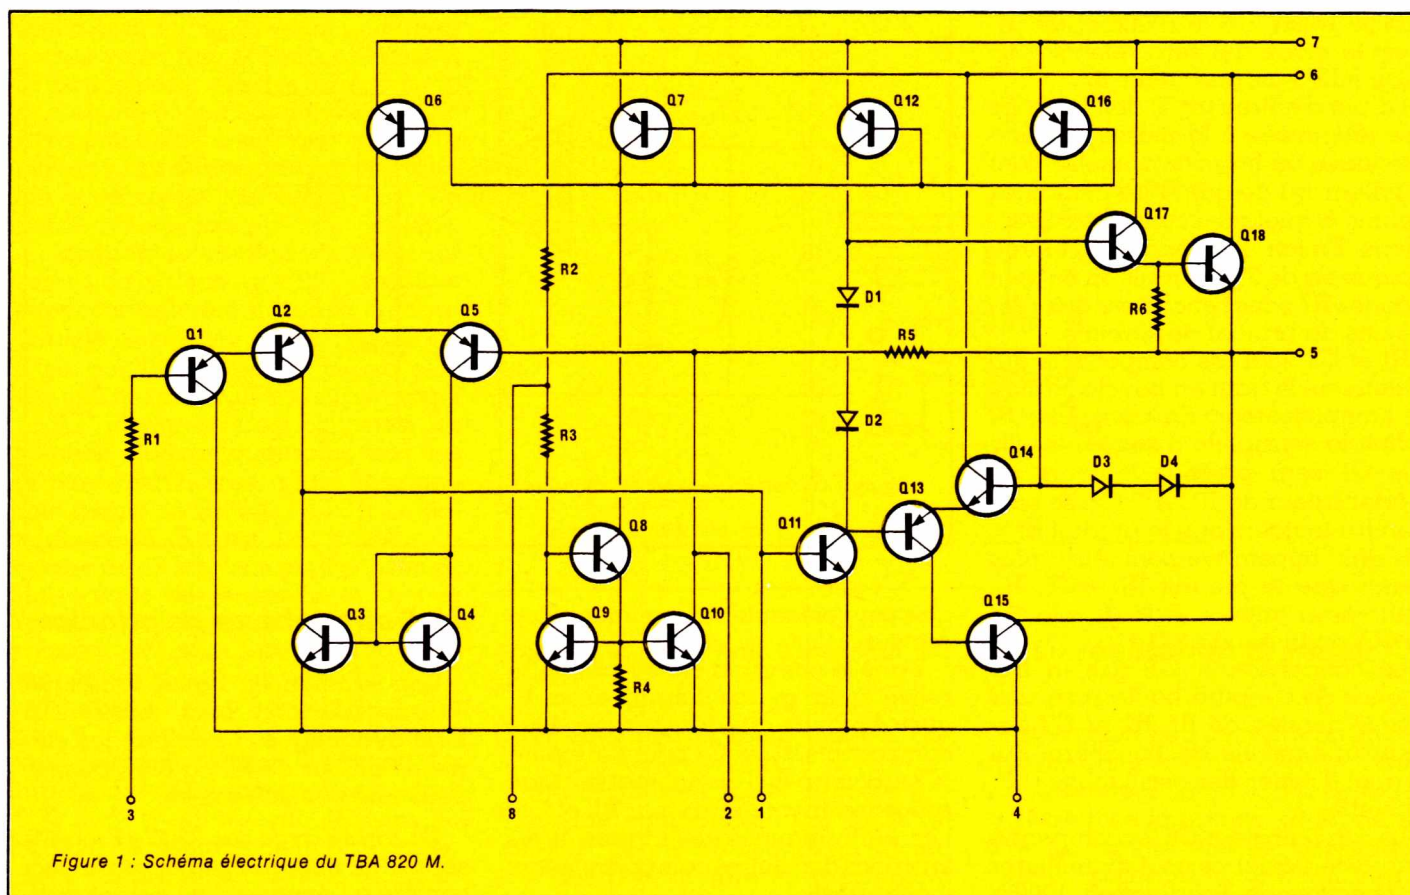 7
6
Q6
Q7
Q12
Q16
Q17
Q18
R2
D1
R6
Q1
Q2
Q5
R5
5
R1
R3
D2
Q14
D3
D4
Q13
Q8
Q11
Q3
Q4
Q9
Q10
Q15
R4
3
8
2
1
4
Figure 1 : Schéma électrique du TBA 820 M.